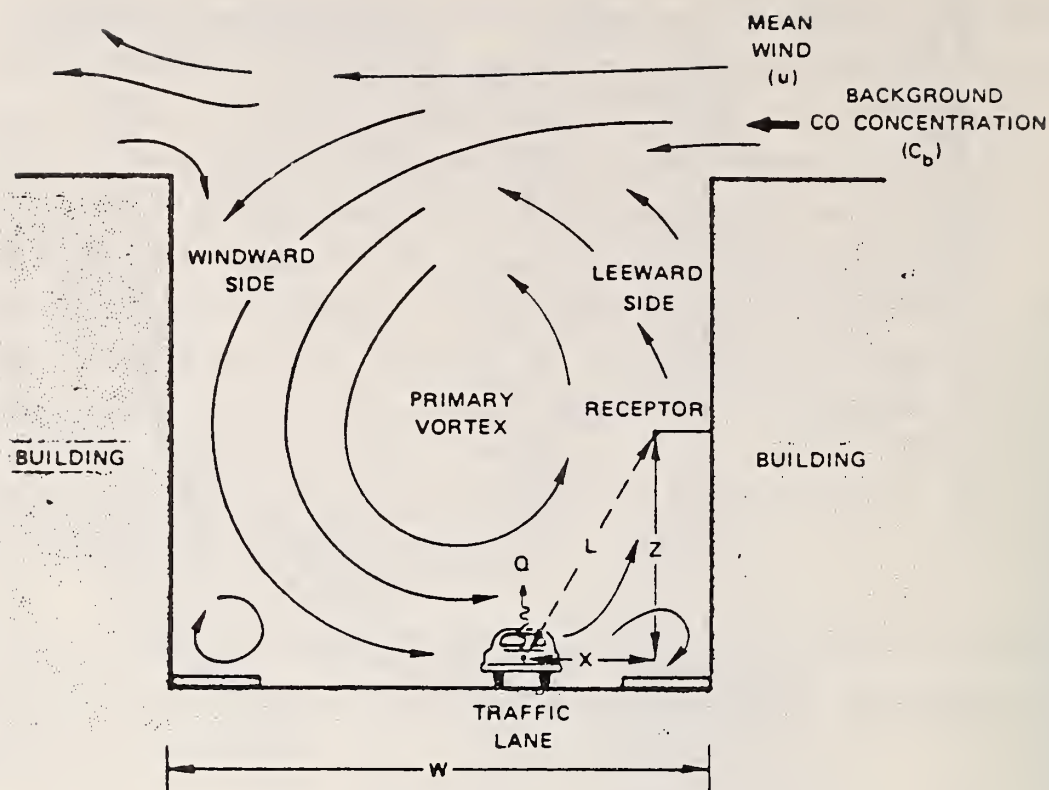 MEAN
WIND
(u)
BACKGROUND
CO CONCENTRATION
(C_b)
WINDWARD
SIDE
LEEWARD
SIDE
PRIMARY
VORTEX
RECEPTOR
BUILDING
BUILDING
L
Z
Q
X
TRAFFIC
LANE
W